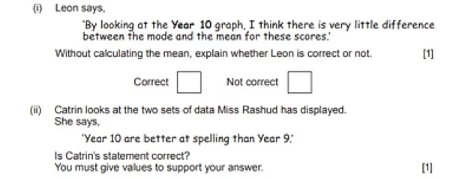 (i) Leon says,
'By looking at the Year 10 graph, I think there is very little difference
between the mode and the mean for these scores.'
Without calculating the mean, explain whether Leon is correct or not. [1]
Correct Not correct
(ii) Catrin looks at the two sets of data Miss Rashud has displayed.
She says,
'Year 10 are better at spelling than Year 9.'
Is Catrin's statement correct?
You must give values to support your answer. [1]